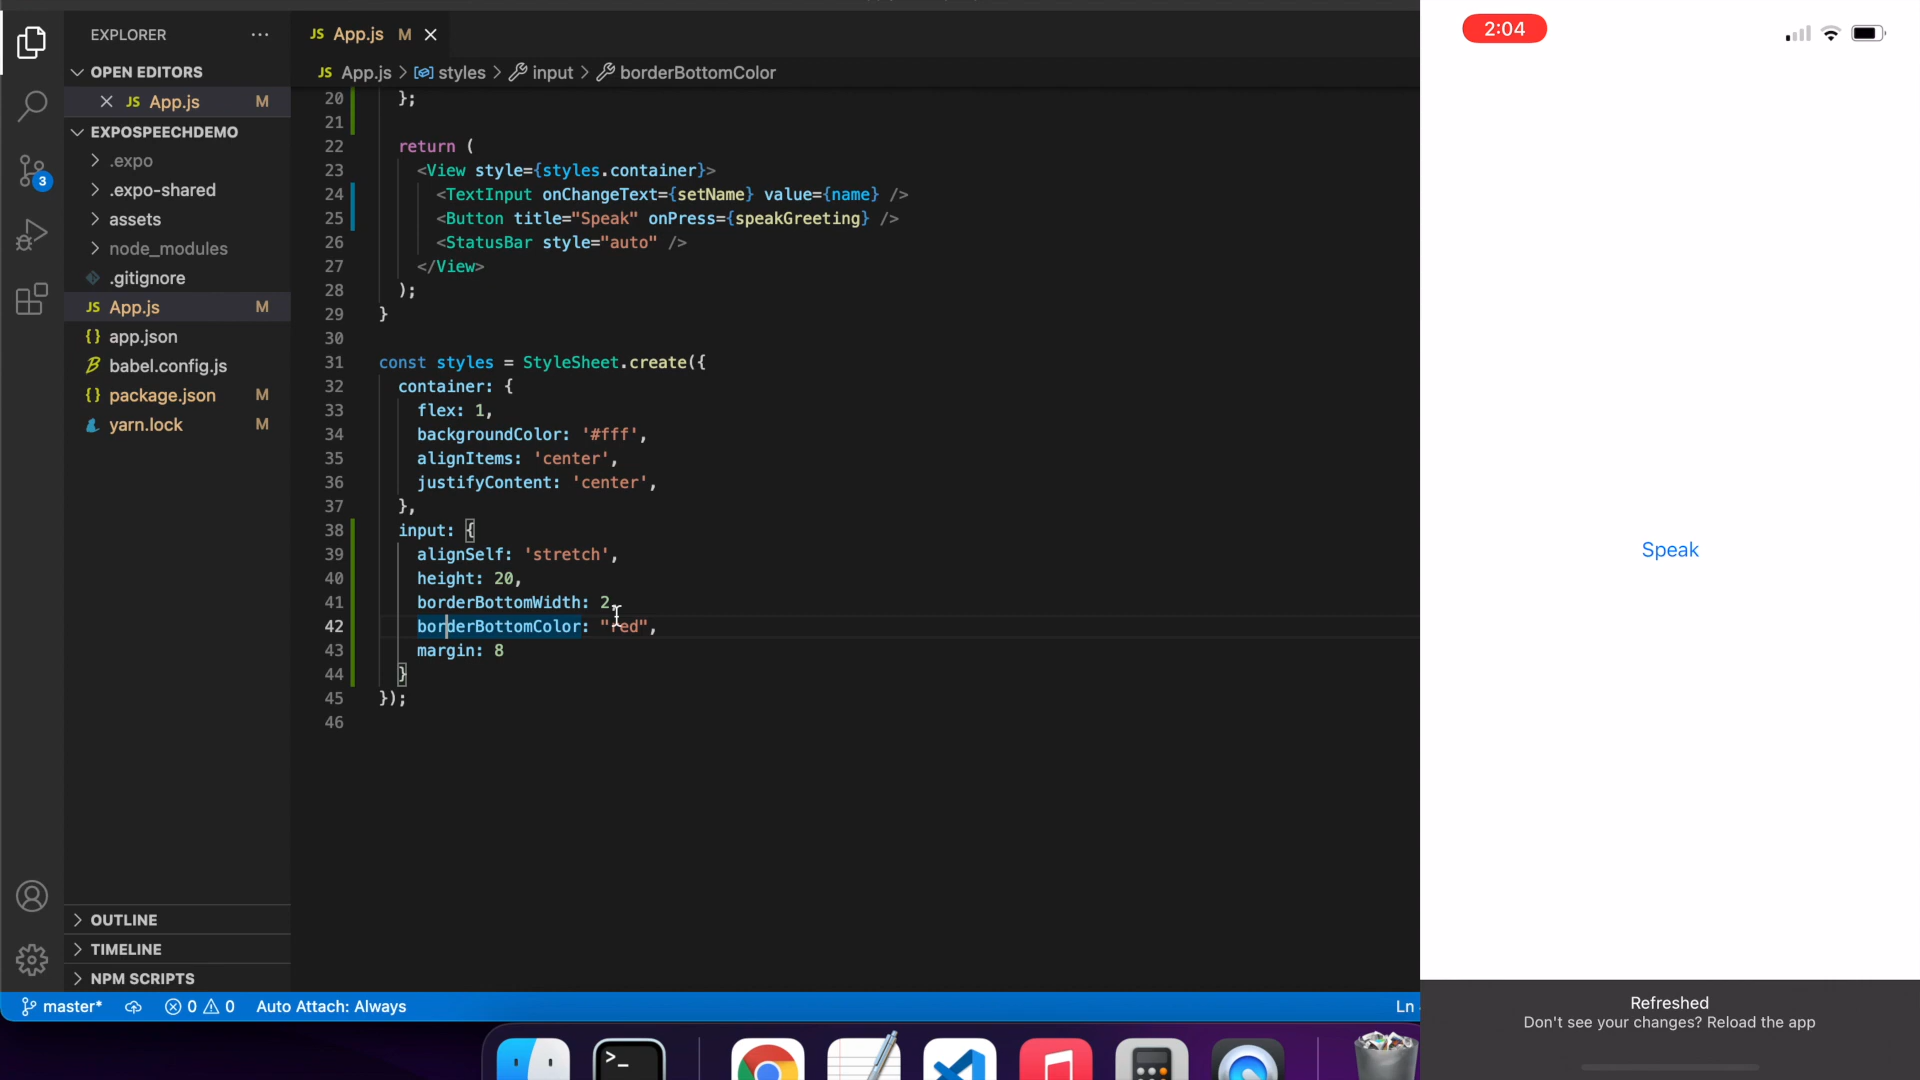 EXPLORER
OPEN EDITORS
JS App.js M
EXPOSPEECHDEMO
.expo
.expo-shared
assets
node_modules
.gitignore
JS App.js M
{} app.json
babel.config.js
{} package.json M
yarn.lock M
OUTLINE
TIMELINE
NPM SCRIPTS
3
JS App.js M
JS App.js > styles > input > borderBottomColor
20 };
21
22 return (
23 <View style={styles.container}>
24 <TextInput onChangeText={setName} value={name} />
25 <Button title="Speak" onPress={speakGreeting} />
26 <StatusBar style="auto" />
27 </View>
28 );
29 }
30
31 const styles = StyleSheet.create({
32 container: {
33 flex: 1,
34 backgroundColor: '#fff',
35 alignItems: 'center',
36 justifyContent: 'center',
37 },
38 input: {
39 alignSelf: 'stretch',
40 height: 20,
41 borderBottomWidth: 2,
42 borderBottomColor: "red",
43 margin: 8
44 }
45 });
46
master* 0 0 Auto Attach: Always Ln
2:04
Speak
Refreshed
Don't see your changes? Reload the app
>_